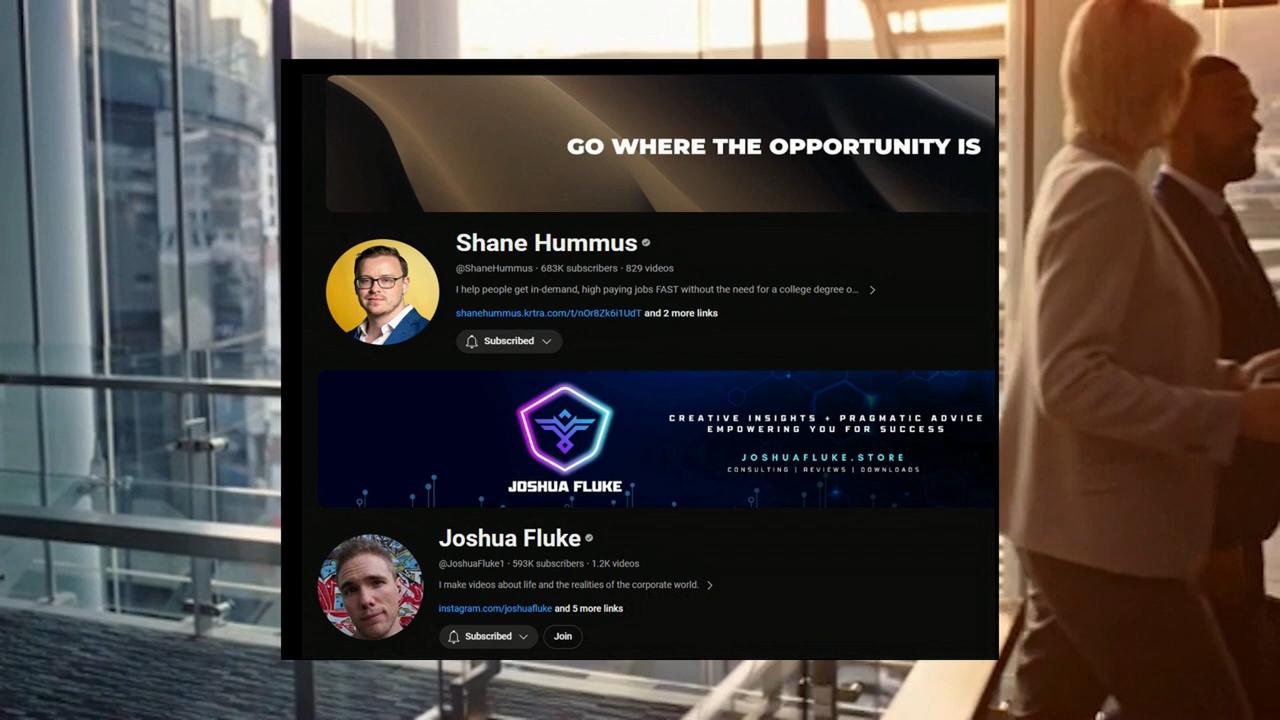 GO WHERE THE OPPORTUNITY IS
Shane Hummus
@ShaneHummus · 683K subscribers · 829 videos
I help people get in-demand, high paying jobs FAST without the need for a college degree o...
shanehummus.krtra.com/t/nOr8Zk6i1UdT and 2 more links
Subscribed
CREATIVE INSIGHTS + PRAGMATIC ADVICE
EMPOWERING YOU FOR SUCCESS
JOSHUAFLUKE.STORE
CONSULTING | REVIEWS | DOWNLOADS
JOSHUA FLUKE
Joshua Fluke
@JoshuaFluke1 · 593K subscribers · 1.2K videos
I make videos about life and the realities of the corporate world.
instagram.com/joshuafluke and 5 more links
Subscribed Join